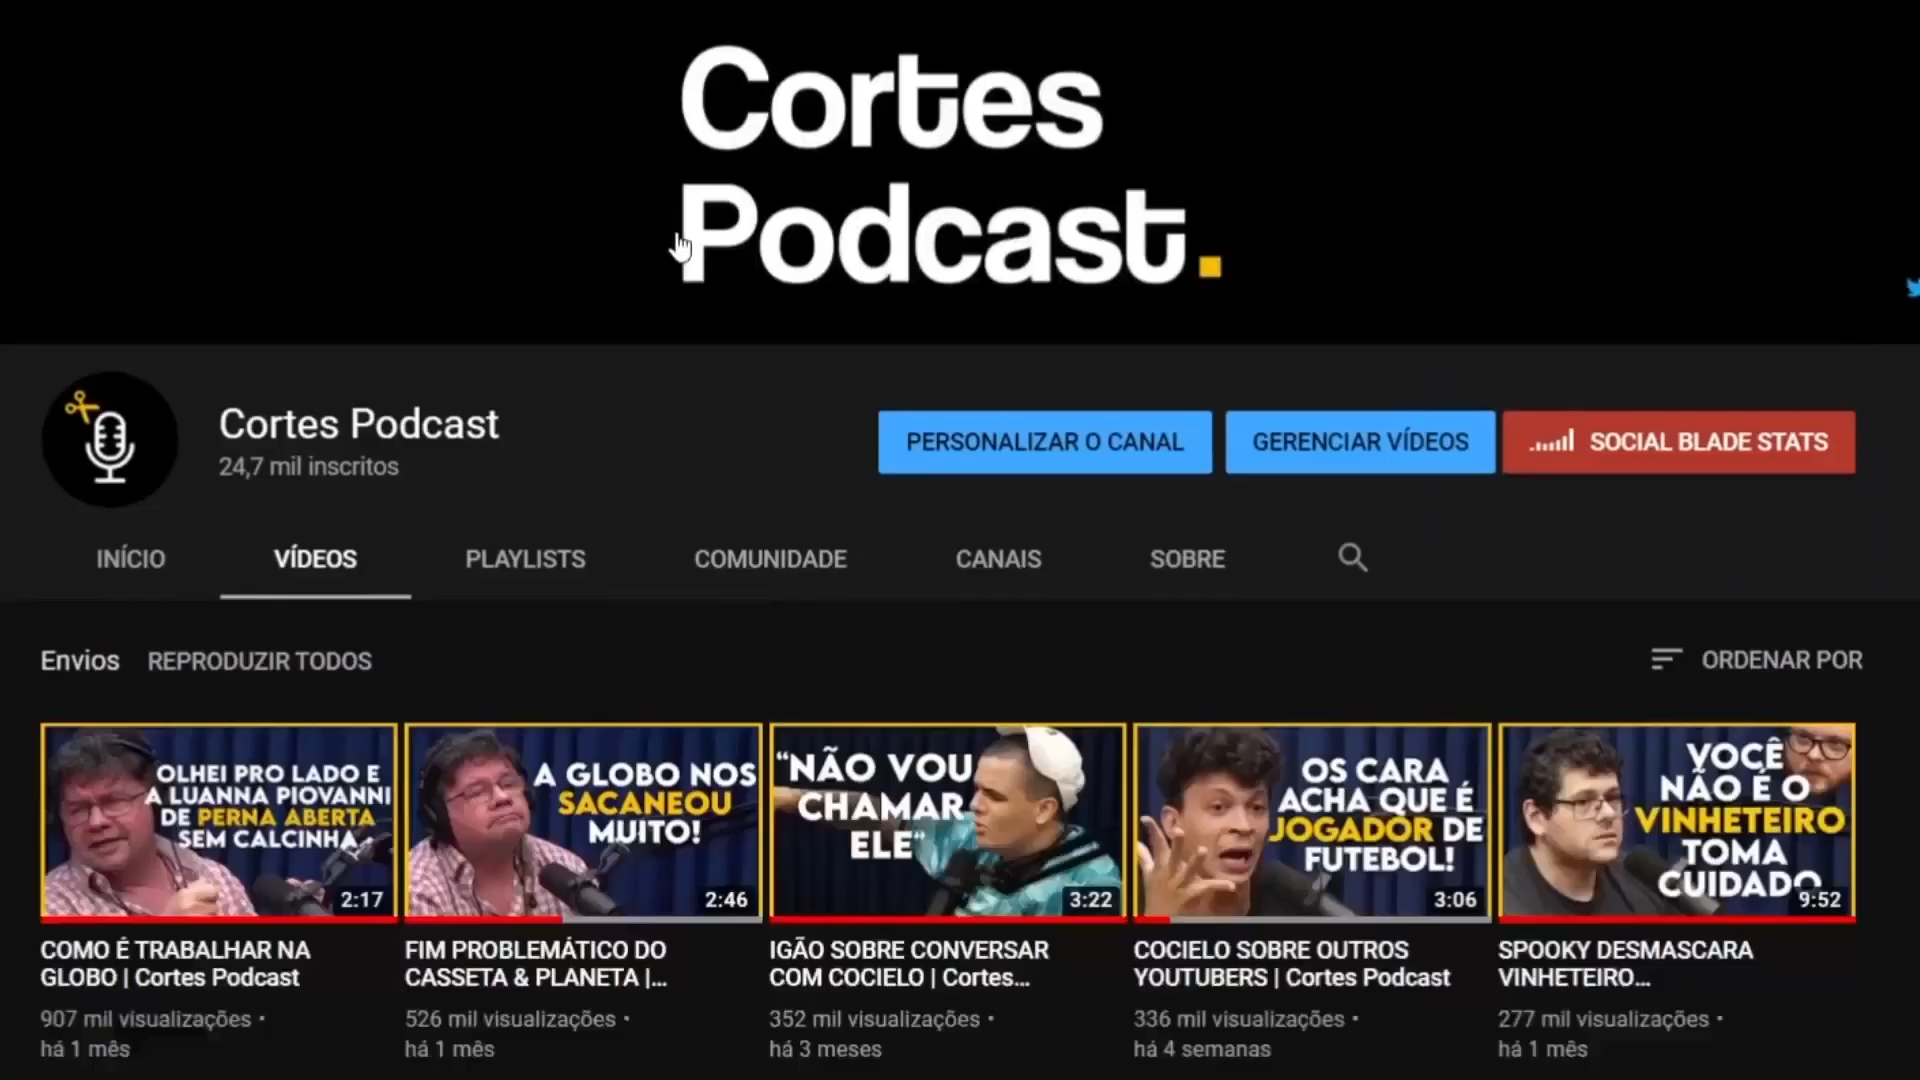 Cortes
Podcast.
Cortes Podcast
24,7 mil inscritos
PERSONALIZAR O CANAL
GERENCIAR VÍDEOS
SOCIAL BLADE STATS
INÍCIO
VÍDEOS
PLAYLISTS
COMUNIDADE
CANAIS
SOBRE
Envios
REPRODUZIR TODOS
ORDENAR POR
OLHEI PRO LADO E
A LUANNA PIOVANNI
DE PERNA ABERTA
SEM CALCINHA
2:17
COMO É TRABALHAR NA
GLOBO | Cortes Podcast
907 mil visualizações •
há 1 mês
A GLOBO NOS
SACANEOU
MUITO!
2:46
FIM PROBLEMÁTICO DO
CASSETA & PLANETA |...
526 mil visualizações •
há 1 mês
“NÃO VOU
CHAMAR
ELE“
3:22
IGÃO SOBRE CONVERSAR
COM COCIELO | Cortes...
352 mil visualizações •
há 3 meses
OS CARA
ACHA QUE É
JOGADOR DE
FUTEBOL!
3:06
COCIELO SOBRE OUTROS
YOUTUBERS | Cortes Podcast
336 mil visualizações •
há 4 semanas
VOCÊ
NÃO É O
VINHETEIRO
TOMA
CUIDADO
9:52
SPOOKY DESMASCARA
VINHETEIRO...
277 mil visualizações •
há 1 mês